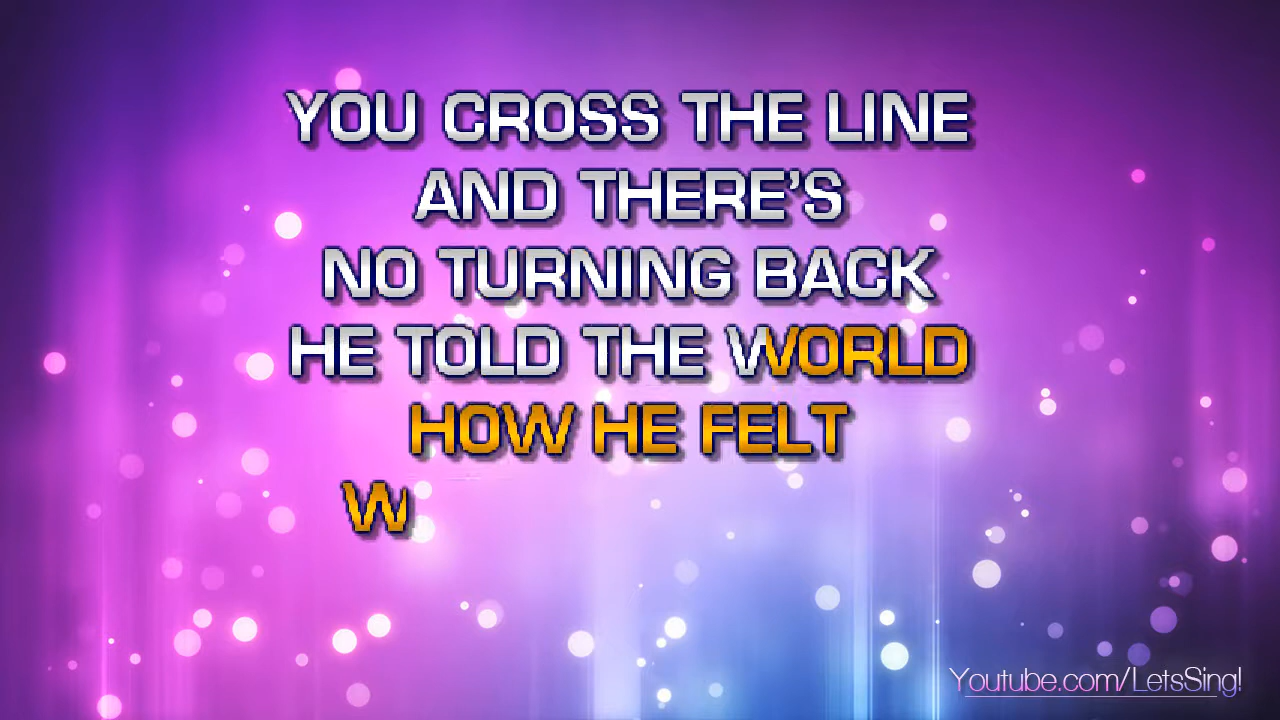 YOU CROSS THE LINE
AND THERE'S
NO TURNING BACK
HE TOLD THE WORLD
HOW HE FELT
W
Youtube.com/LetsSing!